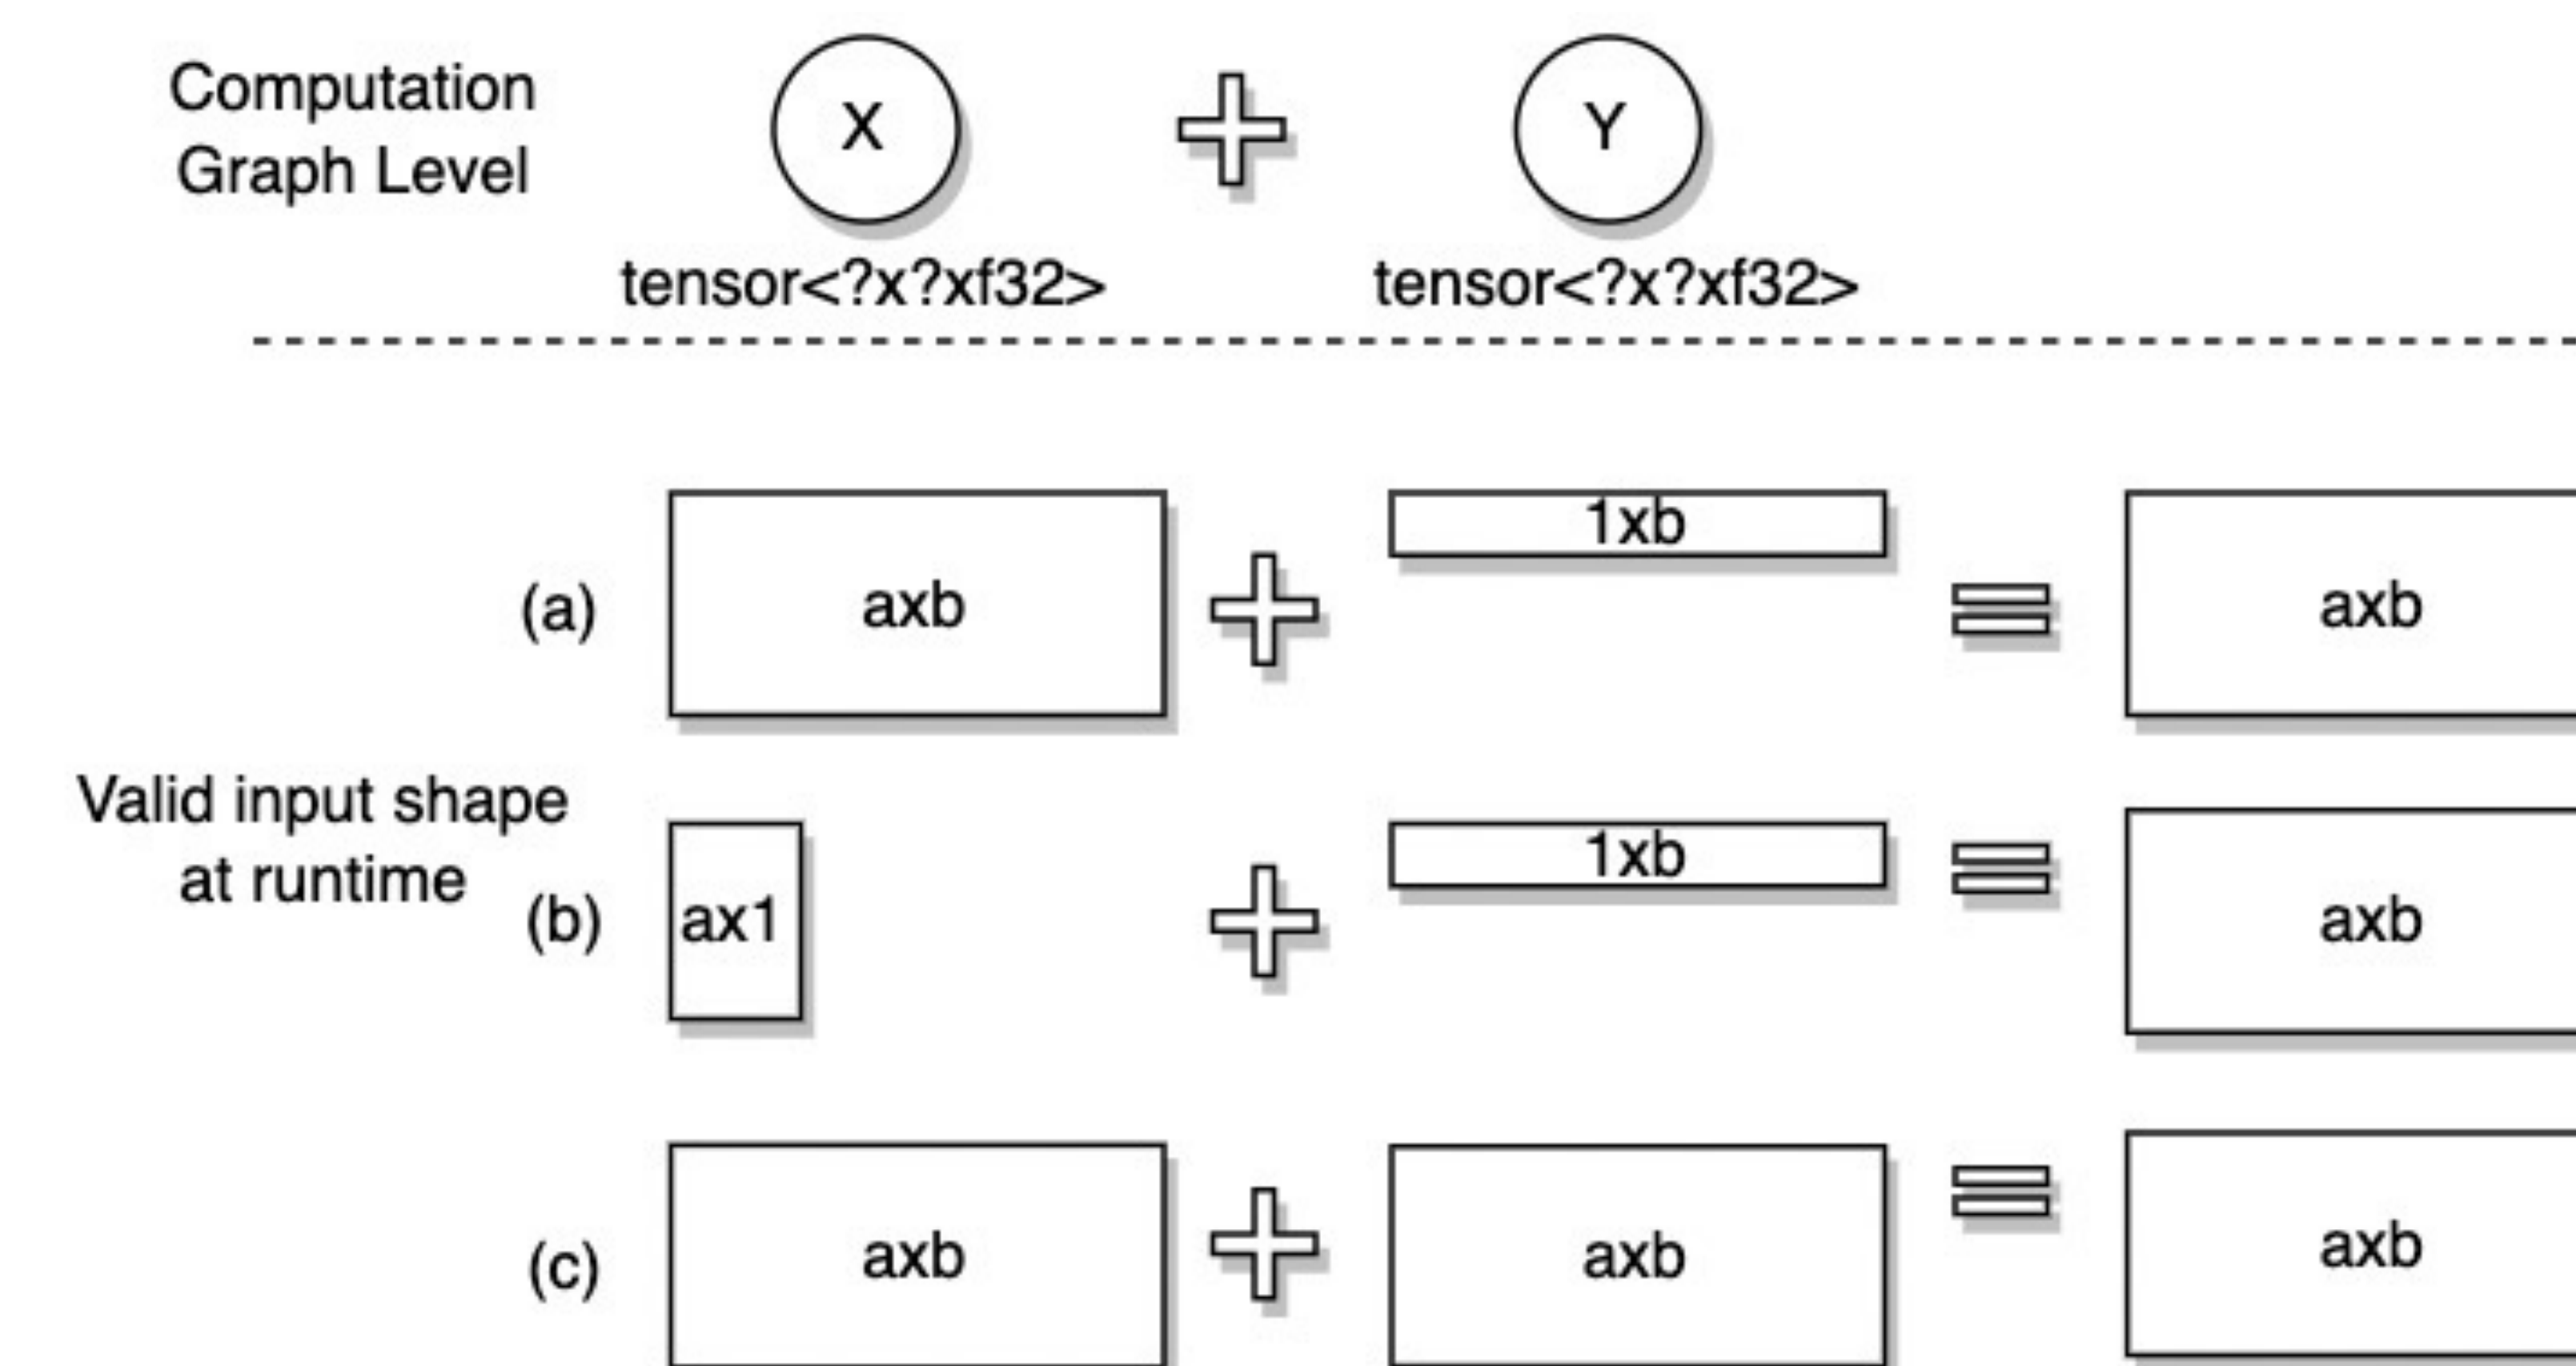 Computation
Graph Level
X
Y
tensor<?x?xf32>
tensor<?x?xf32>
(a)
axb
1xb
axb
Valid input shape
at runtime
(b)
ax1
1xb
axb
(c)
axb
axb
axb